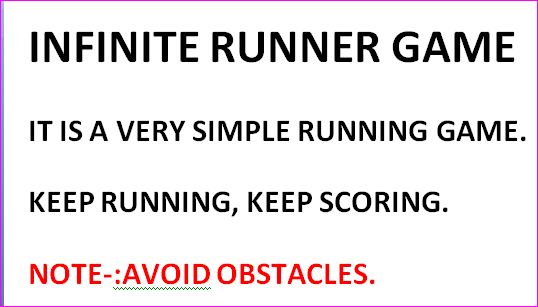 INFINITE RUNNER GAME
IT IS A VERY SIMPLE RUNNING GAME.
KEEP RUNNING, KEEP SCORING.
NOTE-:AVOID OBSTACLES.